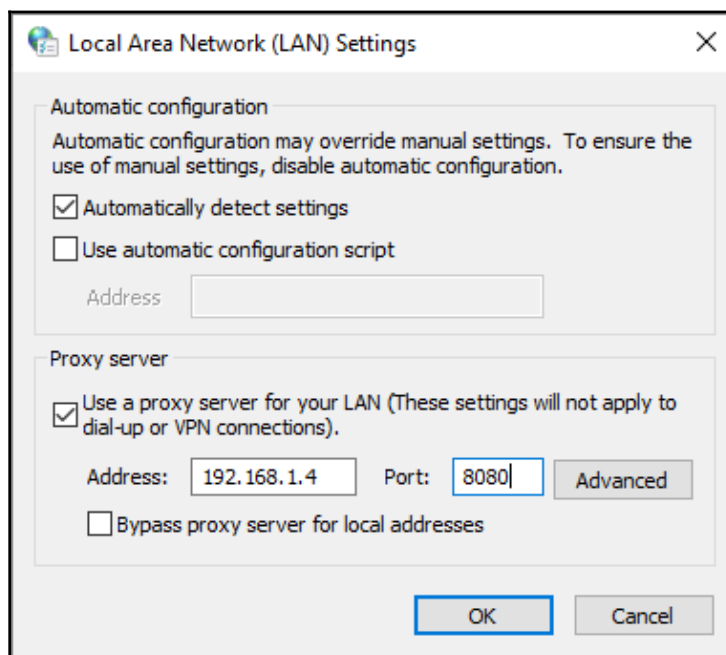 Local Area Network (LAN) Settings
Automatic configuration
Automatic configuration may override manual settings.  To ensure the
use of manual settings, disable automatic configuration.
Automatically detect settings
Use automatic configuration script
Address
Proxy server
Use a proxy server for your LAN (These settings will not apply to
dial-up or VPN connections).
Address: 192.168.1.4 Port: 8080 Advanced
Bypass proxy server for local addresses
OK Cancel